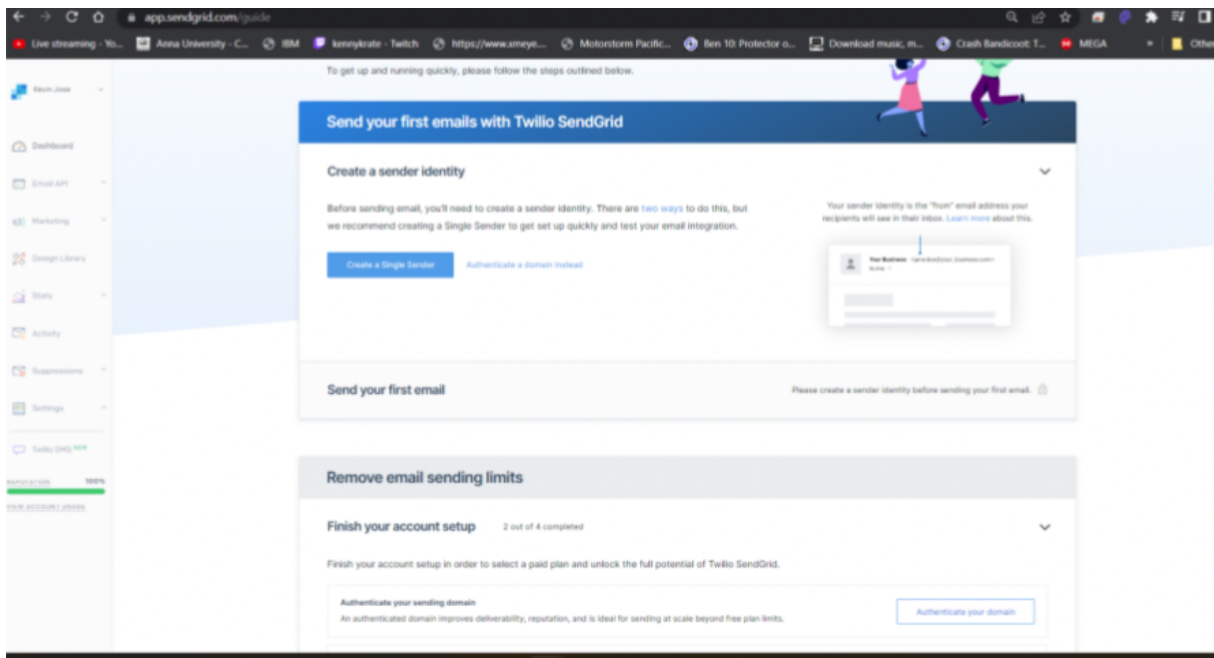 app.sendgrid.com/guide
Live streaming - Yo...
Anna University - C...
IBM
kennykrate - Twitch
https://www.xmeye....
Motorstorm Pacific...
Ben 10: Protector o...
Download music, m...
Crash Bandicoot: T...
MEGA
»
Other
Kevin Jose
To get up and running quickly, please follow the steps outlined below.
Send your first emails with Twilio SendGrid
Dashboard
Email API
Marketing
Design Library
Stats
Activity
Suppressions
Settings
Twilio SMS NEW
REPUTATION 100%
YOUR ACCOUNT USAGE
Create a sender identity
Before sending email, you'll need to create a sender identity. There are two ways to do this, but
we recommend creating a Single Sender to get set up quickly and test your email integration.
Create a Single Sender
Authenticate a domain instead
Your sender identity is the "from" email address your
recipients will see in their inbox. Learn more about this.
Your Business
to me
Send your first email
Please create a sender identity before sending your first email.
Remove email sending limits
Finish your account setup 2 out of 4 completed
Finish your account setup in order to select a paid plan and unlock the full potential of Twilio SendGrid.
Authenticate your sending domain
An authenticated domain improves deliverability, reputation, and is ideal for sending at scale beyond free plan limits.
Authenticate your domain